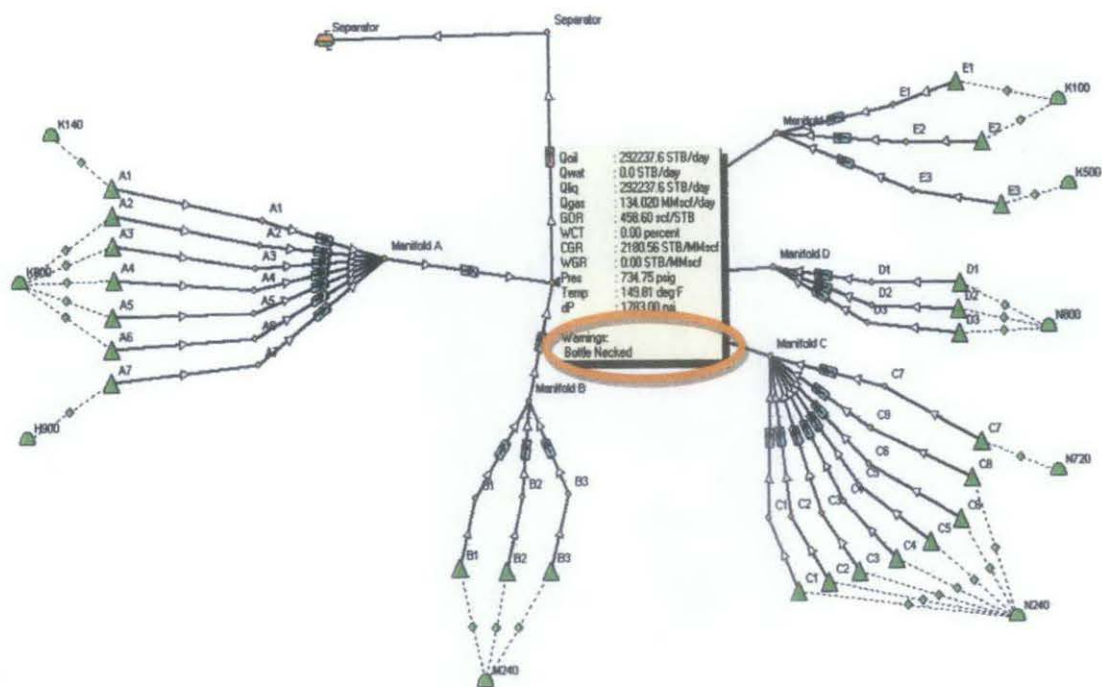 Separator
Separator
K140
A1
A2
A3
A4
A5
A6
A7
K800
H900
A1
A2
A3
A4
A5
A6
Manifold A
Qoil : 292237.6 STB/day
Qwat : 0.0 STB/day
Qliq : 292237.6 STB/day
Qgas : 134.020 MMscf/day
GOR : 458.60 scf/STB
WCT : 0.00 percent
CGR : 2180.56 STB/MMscf
WGR : 0.00 STB/MMscf
Pres : 734.75 psig
Temp : 149.81 deg F
dP : 1783.00 psi
Warnings:
Bottle Necked
Manifold B
B1
B2
B3
B1
B2
B3
M240
E1
E1
K100
E2
E2
E3
E3
K500
Manifold D
D1
D1
D2
D2
D3
D3
N800
Manifold C
C7
C7
N720
C8
C6
C8
C6
C5
C5
C4
C4
C3
C3
C2
C2
C1
C1
N240